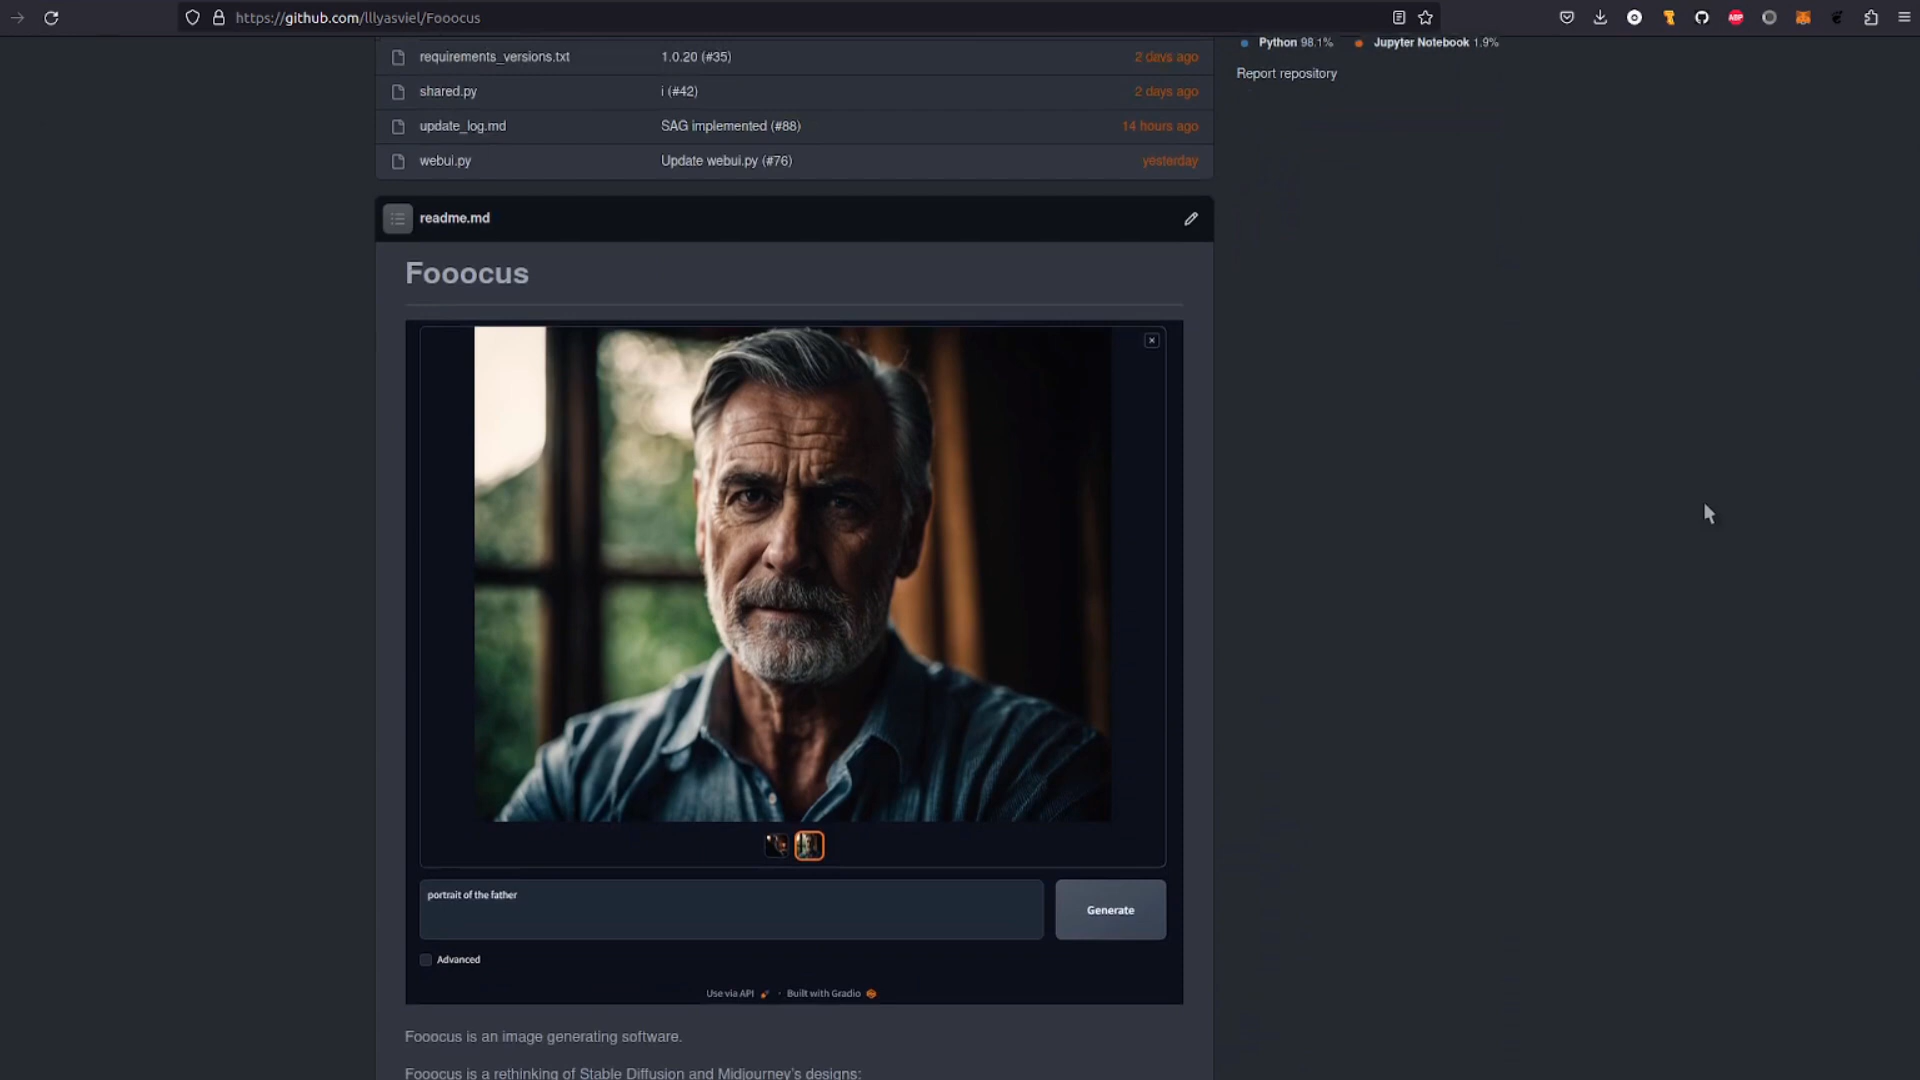 https://github.com/lllyasviel/Fooocus
ABP
requirements_versions.txt 1.0.20 (#35) 2 days ago
Python 98.1% Jupyter Notebook 1.9%
Report repository
shared.py i (#42) 2 days ago
update_log.md SAG implemented (#88) 14 hours ago
webui.py Update webui.py (#76) yesterday
readme.md
Fooocus
portrait of the father
Generate
Advanced
Use via API · Built with Gradio
Fooocus is an image generating software.
Fooocus is a rethinking of Stable Diffusion and Midjourney's designs: